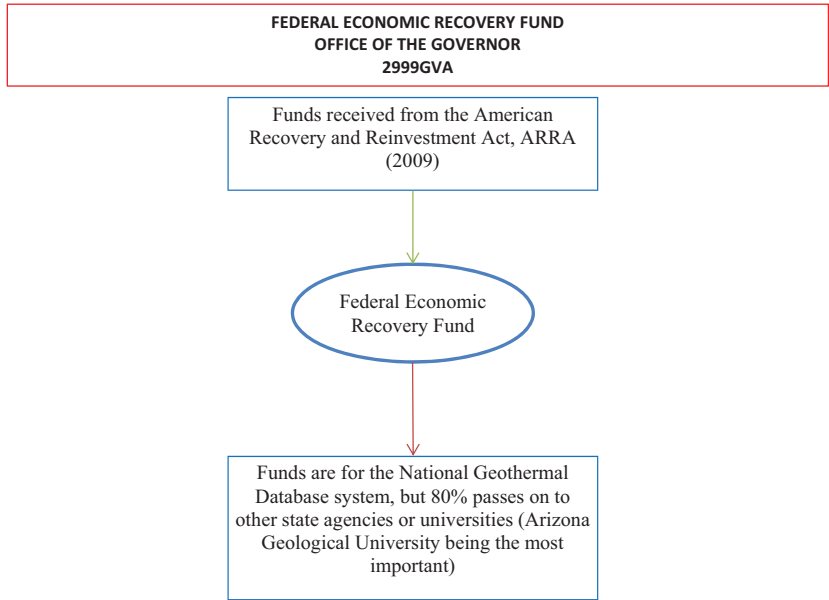 FEDERAL ECONOMIC RECOVERY FUND
OFFICE OF THE GOVERNOR
2999GVA
Funds received from the American
Recovery and Reinvestment Act, ARRA
(2009)
Federal Economic
Recovery Fund
Funds are for the National Geothermal
Database system, but 80% passes on to
other state agencies or universities (Arizona
Geological University being the most
important)